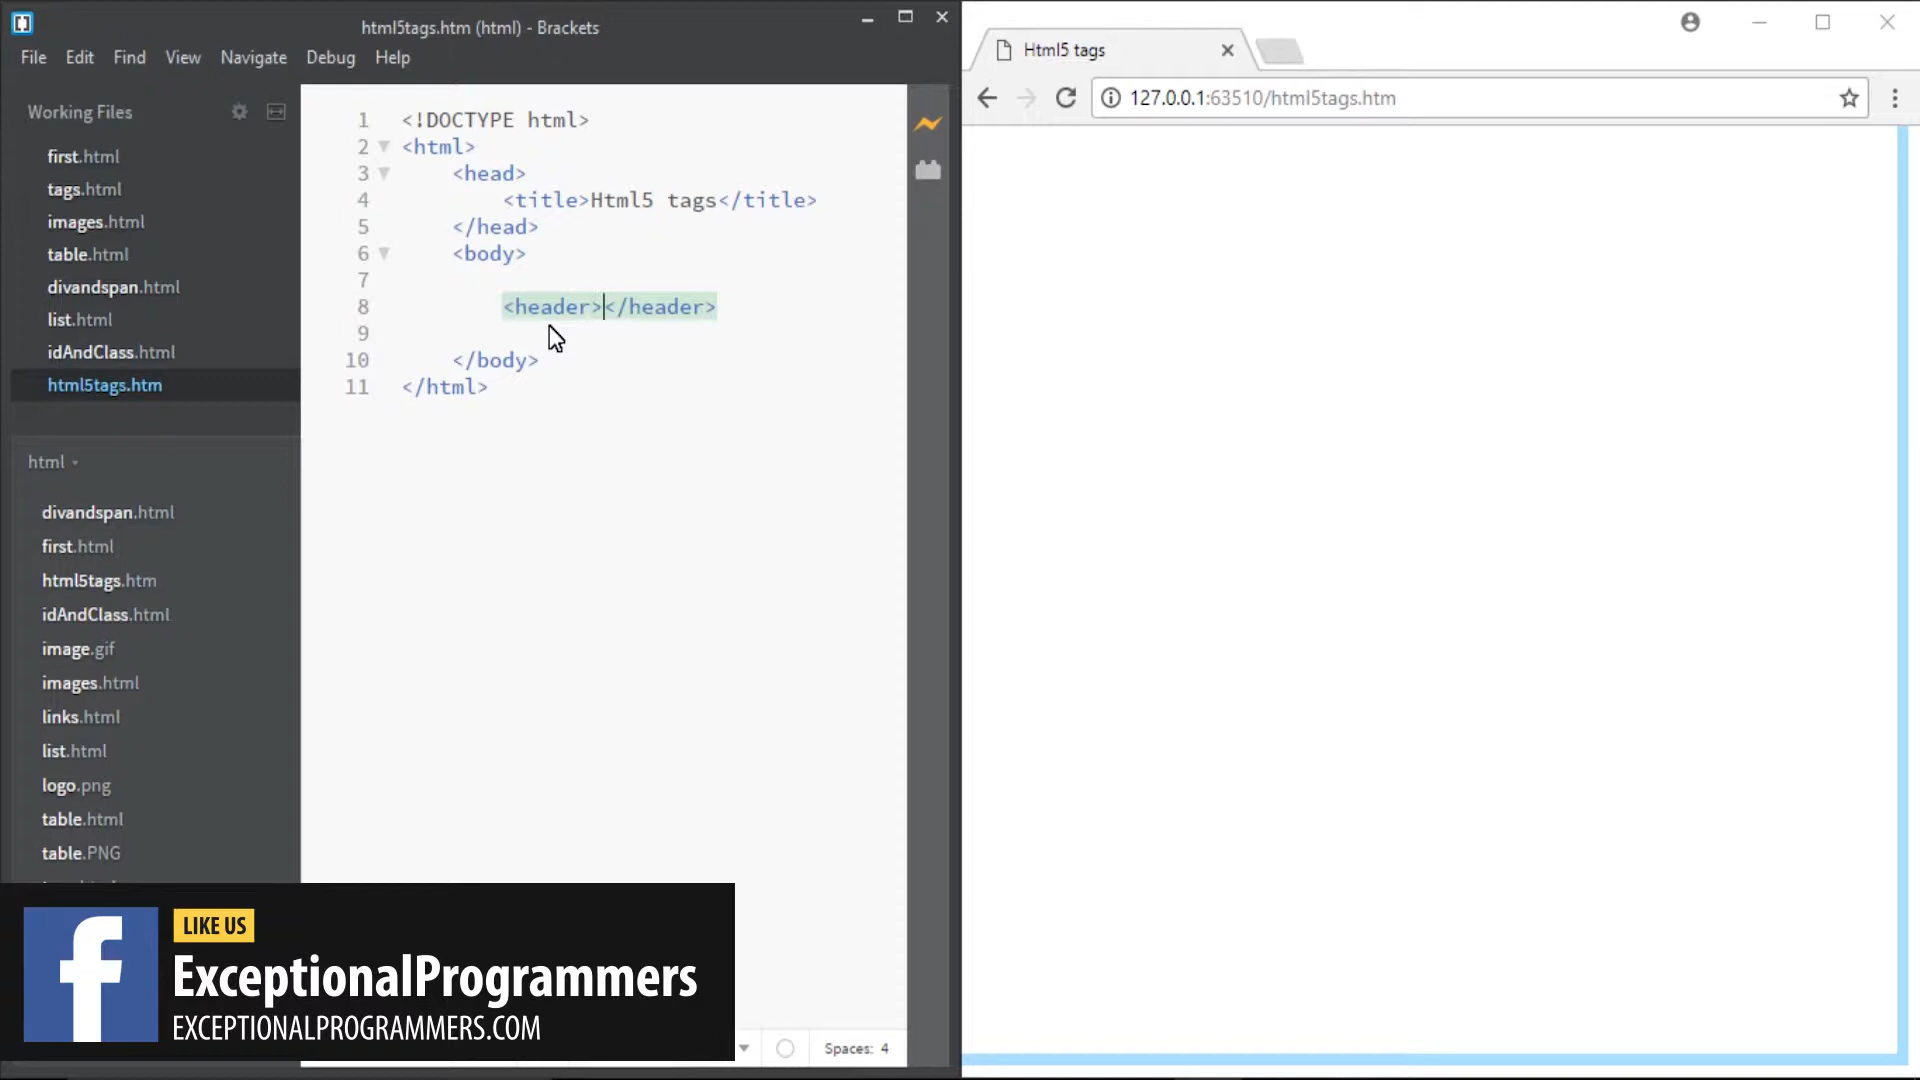 html5tags.htm (html) - Brackets
File Edit Find View Navigate Debug Help
Working Files
first.html
tags.html
images.html
table.html
divandspan.html
list.html
idAndClass.html
html5tags.htm
html
divandspan.html
first.html
html5tags.htm
idAndClass.html
image.gif
images.html
links.html
list.html
logo.png
table.html
table.PNG
1 <!DOCTYPE html>
2 <html>
3 <head>
4 <title>Html5 tags</title>
5 </head>
6 <body>
7
8 <header></header>
9
10 </body>
11 </html>
Spaces: 4
Html5 tags
127.0.0.1:63510/html5tags.htm
f
LIKE US
ExceptionalProgrammers
EXCEPTIONALPROGRAMMERS.COM